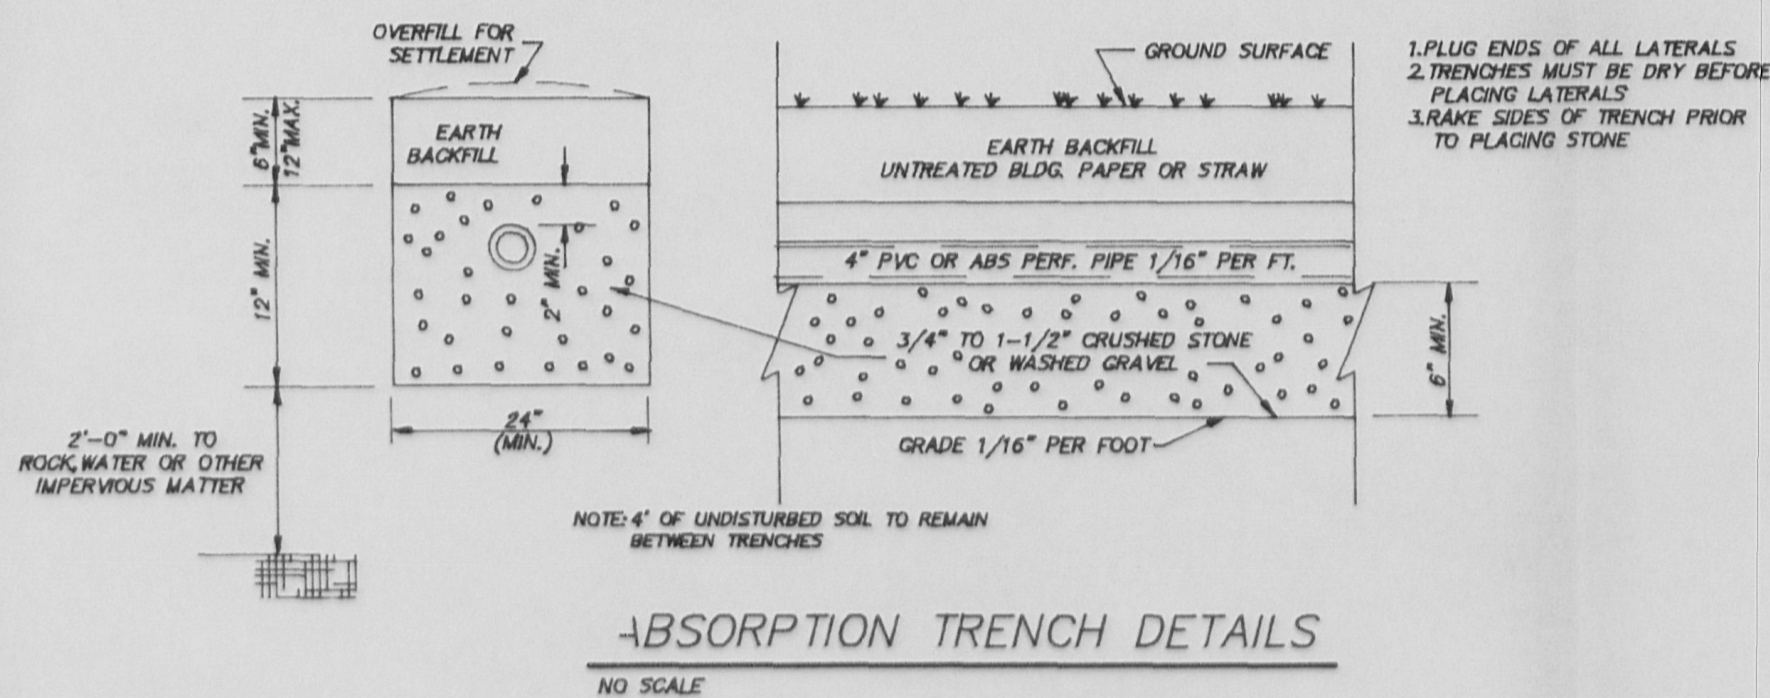 OVERFILL FOR
SETTLEMENT
6" MIN.
12" MAX.
EARTH
BACKFILL
12" MIN.
2" MIN.
24"
(MIN.)
2'-0" MIN. TO
ROCK, WATER OR OTHER
IMPERVIOUS MATTER
GROUND SURFACE
EARTH BACKFILL
UNTREATED BLDG. PAPER OR STRAW
4" PVC OR ABS PERF. PIPE 1/16" PER FT.
3/4" TO 1-1/2" CRUSHED STONE
OR WASHED GRAVEL
6" MIN.
GRADE 1/16" PER FOOT
1.PLUG ENDS OF ALL LATERALS
2.TRENCHES MUST BE DRY BEFORE
PLACING LATERALS
3.RAKE SIDES OF TRENCH PRIOR
TO PLACING STONE
NOTE: 4' OF UNDISTURBED SOIL TO REMAIN
BETWEEN TRENCHES
ABSORPTION TRENCH DETAILS
NO SCALE